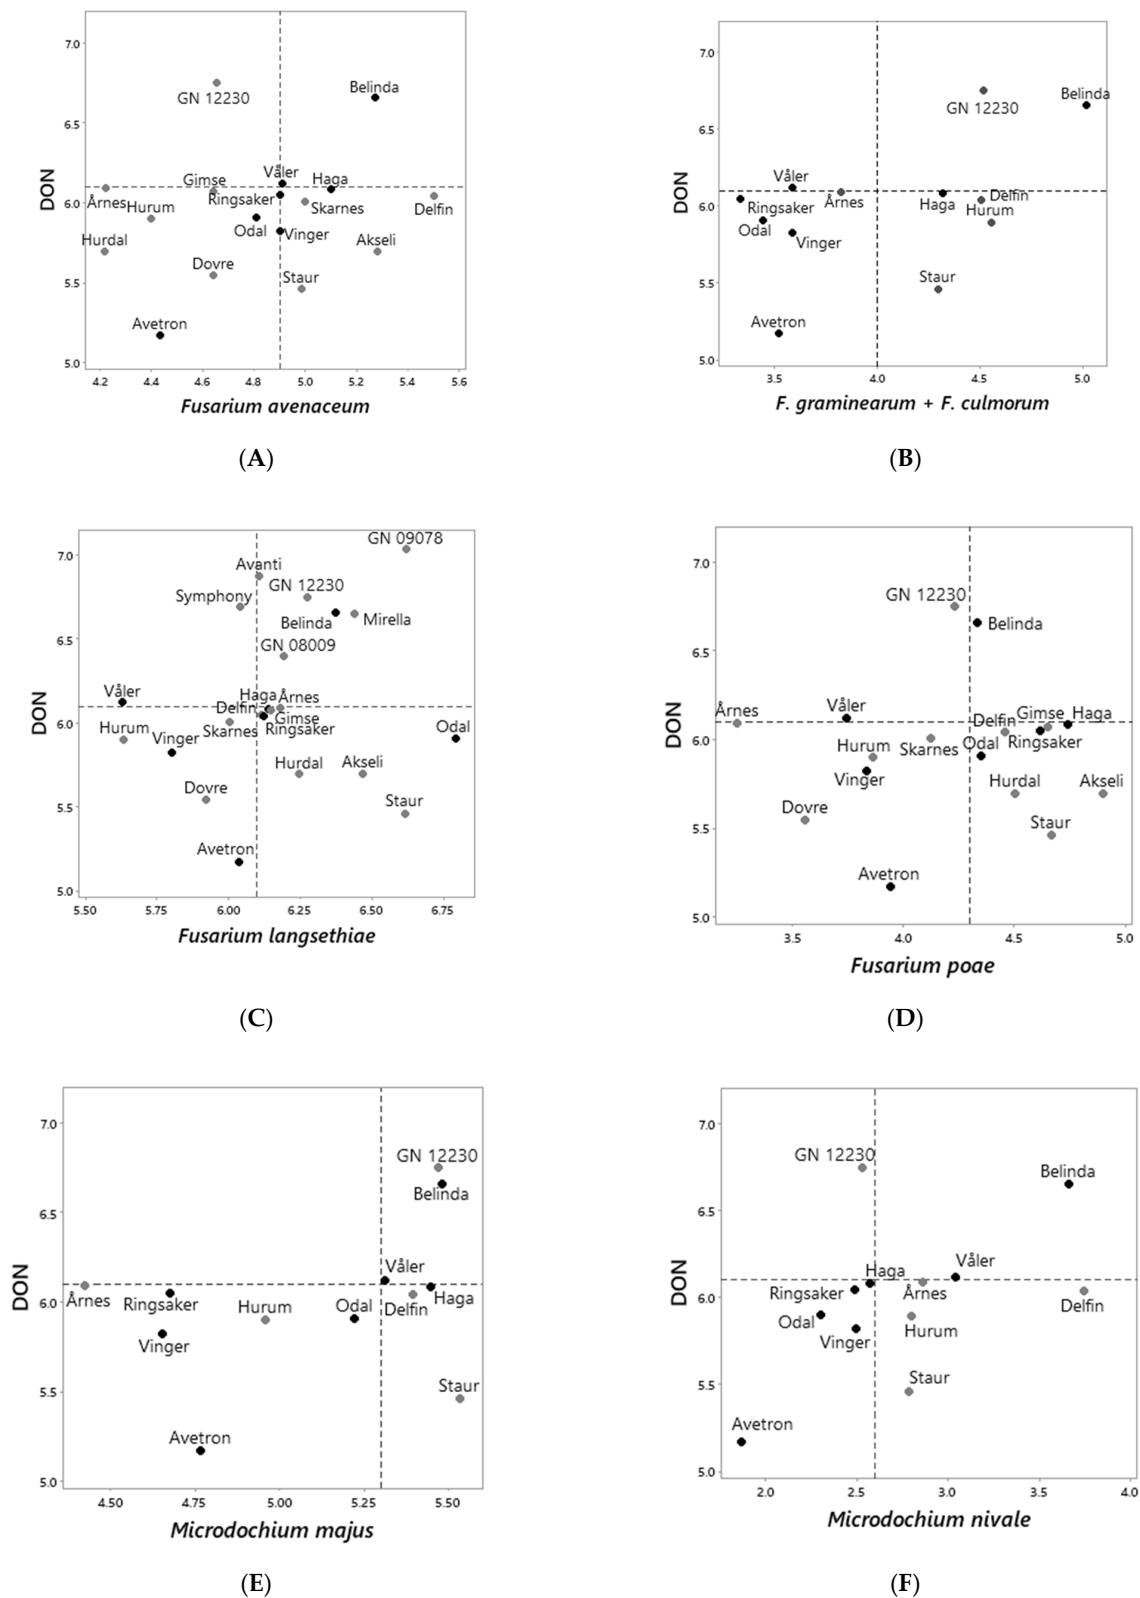 7.0
6.5
6.0
5.5
5.0
DON
GN 12230
Belinda
Årnes
Gimse
Våler
Haga
Hurum
Ringsaker
Skarnes
Delfin
Hurdal
Odal
Vinger
Akseli
Dovre
Staur
Avetron
4.2 4.4 4.6 4.8 5.0 5.2 5.4 5.6
Fusarium avenaceum
(A)
7.0
6.5
6.0
5.5
5.0
DON
Belinda
GN 12230
Våler
Ringsaker
Årnes
Haga
Delfin
Hurum
Odal
Vinger
Staur
Avetron
3.5 4.0 4.5 5.0
F. graminearum + F. culmorum
(B)
7.0
6.5
6.0
5.5
5.0
DON
GN 09078
Avanti
GN 12230
Symphony
Belinda
Mirella
GN 08009
Våler
Haga
Årnes
Delfin
Gimse
Hurum
Skarnes
Ringsaker
Odal
Vinger
Hurdal
Akseli
Dovre
Staur
Avetron
5.50 5.75 6.00 6.25 6.50 6.75
Fusarium langsethiae
(C)
7.0
6.5
6.0
5.5
5.0
DON
GN 12230
Belinda
Årnes
Våler
Delfin
Gimse
Haga
Hurum
Skarnes
Odal
Ringsaker
Vinger
Hurdal
Akseli
Dovre
Staur
Avetron
3.5 4.0 4.5 5.0
Fusarium poae
(D)
7.0
6.5
6.0
5.5
5.0
DON
GN 12230
Belinda
Våler
Årnes
Ringsaker
Hurum
Odal
Delfin
Haga
Vinger
Staur
Avetron
4.50 4.75 5.00 5.25 5.50
Microdochium majus
(E)
7.0
6.5
6.0
5.5
5.0
DON
GN 12230
Belinda
Haga
Våler
Ringsaker
Årnes
Delfin
Odal
Vinger
Hurum
Staur
Avetron
2.0 2.5 3.0 3.5 4.0
Microdochium nivale
(F)